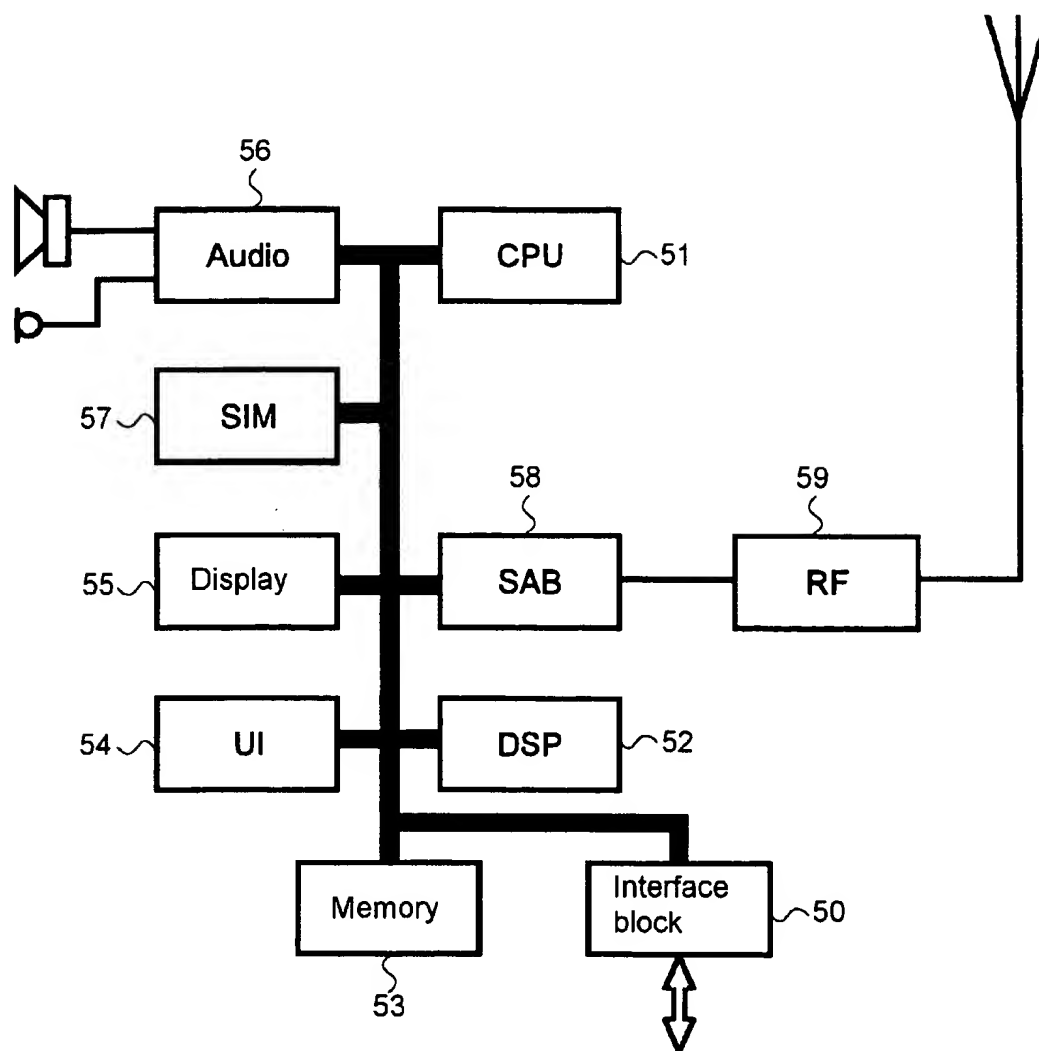 56
Audio
CPU
51
57
SIM
58
59
55
Display
SAB
RF
54
UI
DSP
52
Memory
Interface
block
50
53